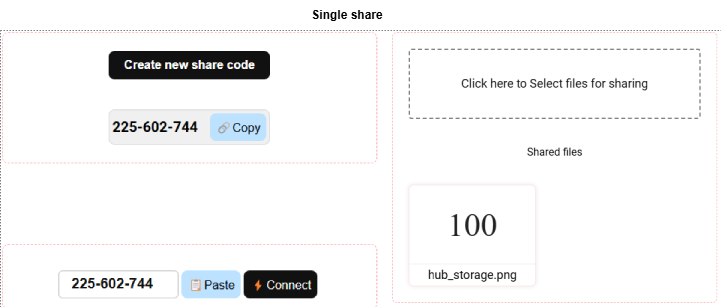 Single share
Create new share code
225-602-744 Copy
225-602-744 Paste Connect
Click here to Select files for sharing
Shared files
100
hub_storage.png